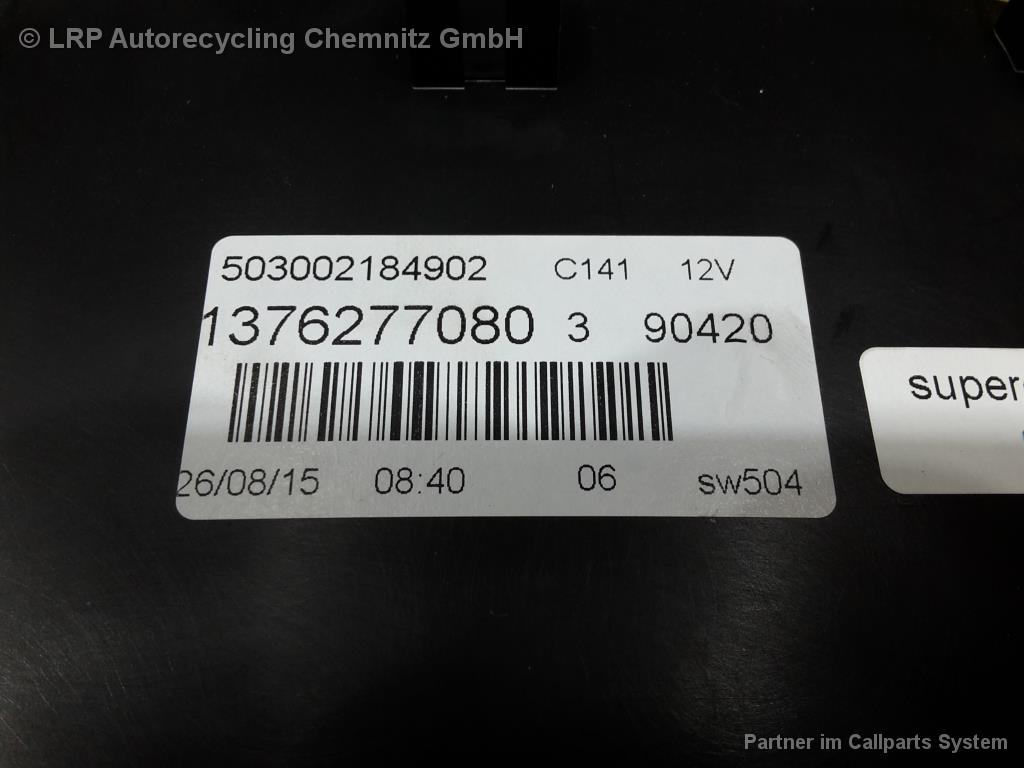 © LRP Autorecycling Chemnitz GmbH
503002184902 C141 12V
1376277080 3 90420
26/08/15 08:40 06 sw504
Partner im Callparts System